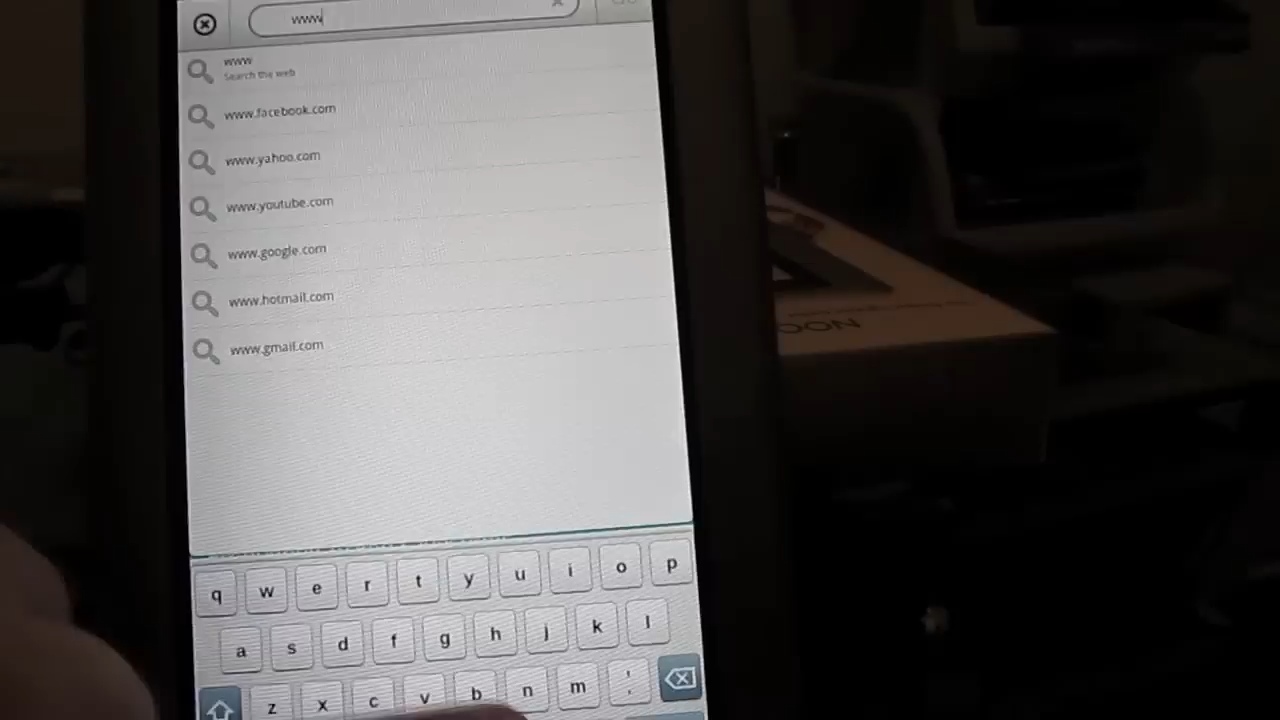 www
www
Search the web
www.facebook.com
www.yahoo.com
www.youtube.com
www.google.com
www.hotmail.com
www.gmail.com
q w e r t y u i o p
a s d f g h j k l
z x c v b n m ' .